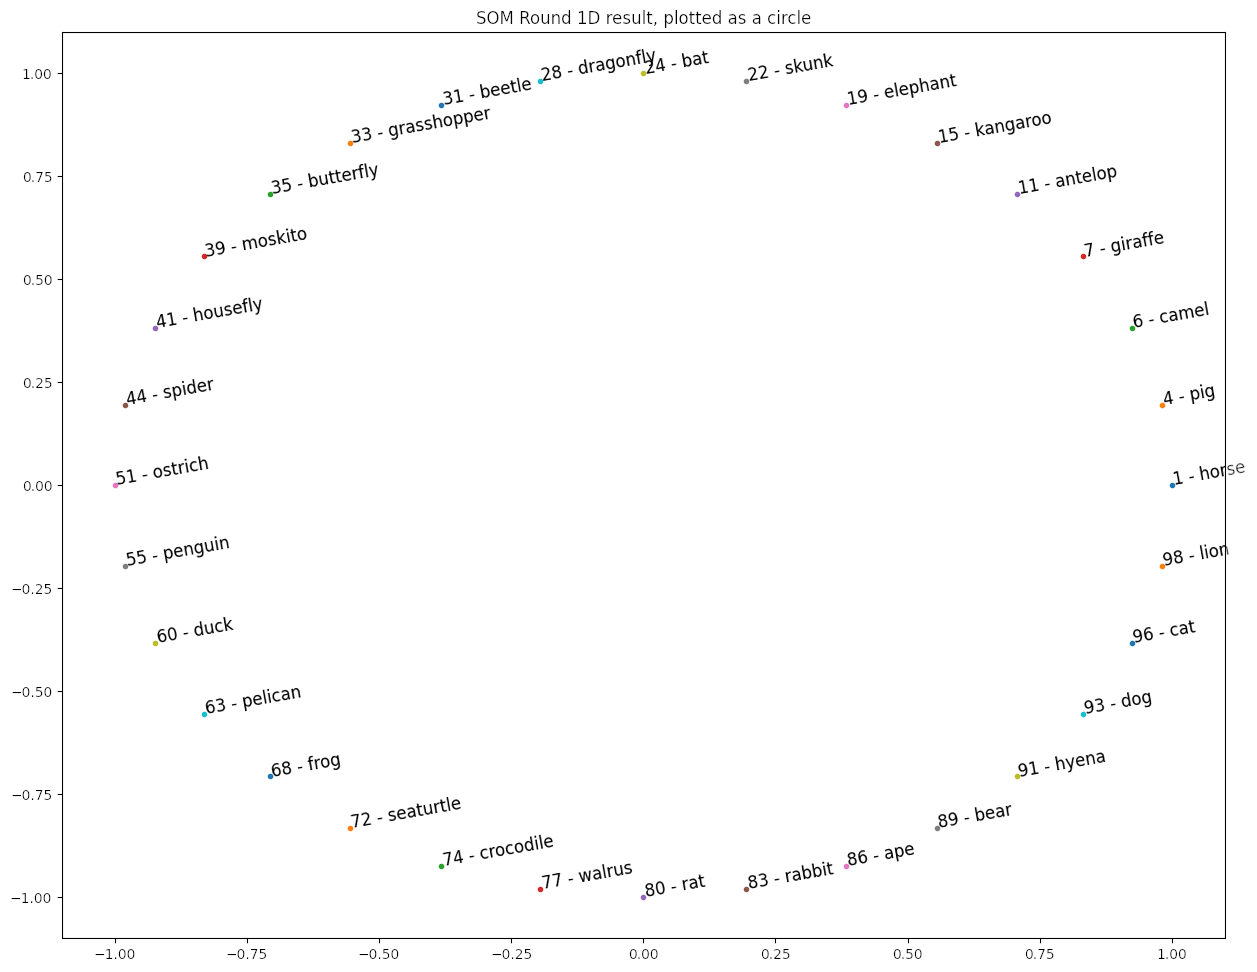 SOM Round 1D result, plotted as a circle
1.00
0.75
0.50
0.25
0.00
−0.25
−0.50
−0.75
−1.00
24 - bat
28 - dragonfly
22 - skunk
31 - beetle
19 - elephant
33 - grasshopper
15 - kangaroo
35 - butterfly
11 - antelop
39 - moskito
7 - giraffe
41 - housefly
6 - camel
44 - spider
4 - pig
51 - ostrich
1 - horse
55 - penguin
98 - lion
60 - duck
96 - cat
63 - pelican
93 - dog
68 - frog
91 - hyena
72 - seaturtle
89 - bear
74 - crocodile
86 - ape
77 - walrus
83 - rabbit
80 - rat
−1.00 −0.75 −0.50 −0.25 0.00 0.25 0.50 0.75 1.00